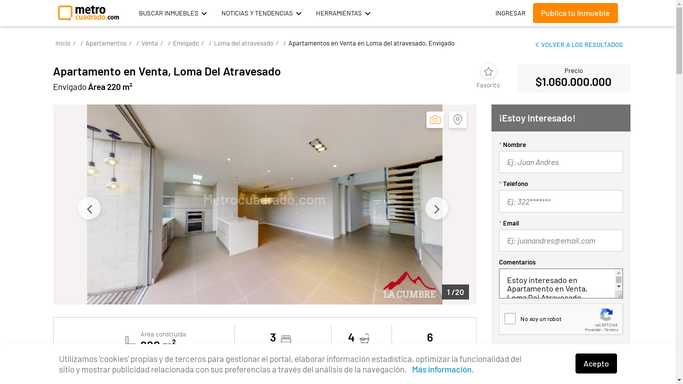 metro
cuadrado.com
BUSCAR INMUEBLES
NOTICIAS Y TENDENCIAS
HERRAMIENTAS
INGRESAR
Publica tu Inmueble
Inicio / / Apartamentos / / Venta / / Envigado / / Loma del atravesado / / Apartamentos en Venta en Loma del atravesado, Envigado
VOLVER A LOS RESULTADOS
Apartamento en Venta, Loma Del Atravesado
Envigado Área 220 m²
Favorito
Precio
$1.060.000.000
Metrocuadrado.com
LA CUMBRE
1 / 20
¡Estoy Interesado!
* Nombre
Ej: Juan Andres
* Teléfono
Ej: 322*******
* Email
Ej: juanandres@email.com
Comentarios
Estoy interesado en
Apartamento en Venta,
Loma Del Atravesado
No soy un robot
reCAPTCHA
Privacidad - Términos
Área construida
3
4
6
Utilizamos 'cookies' propias y de terceros para gestionar el portal, elaborar información estadística, optimizar la funcionalidad del
sitio y mostrar publicidad relacionada con sus preferencias a través del análisis de la navegación. Más información.
Acepto